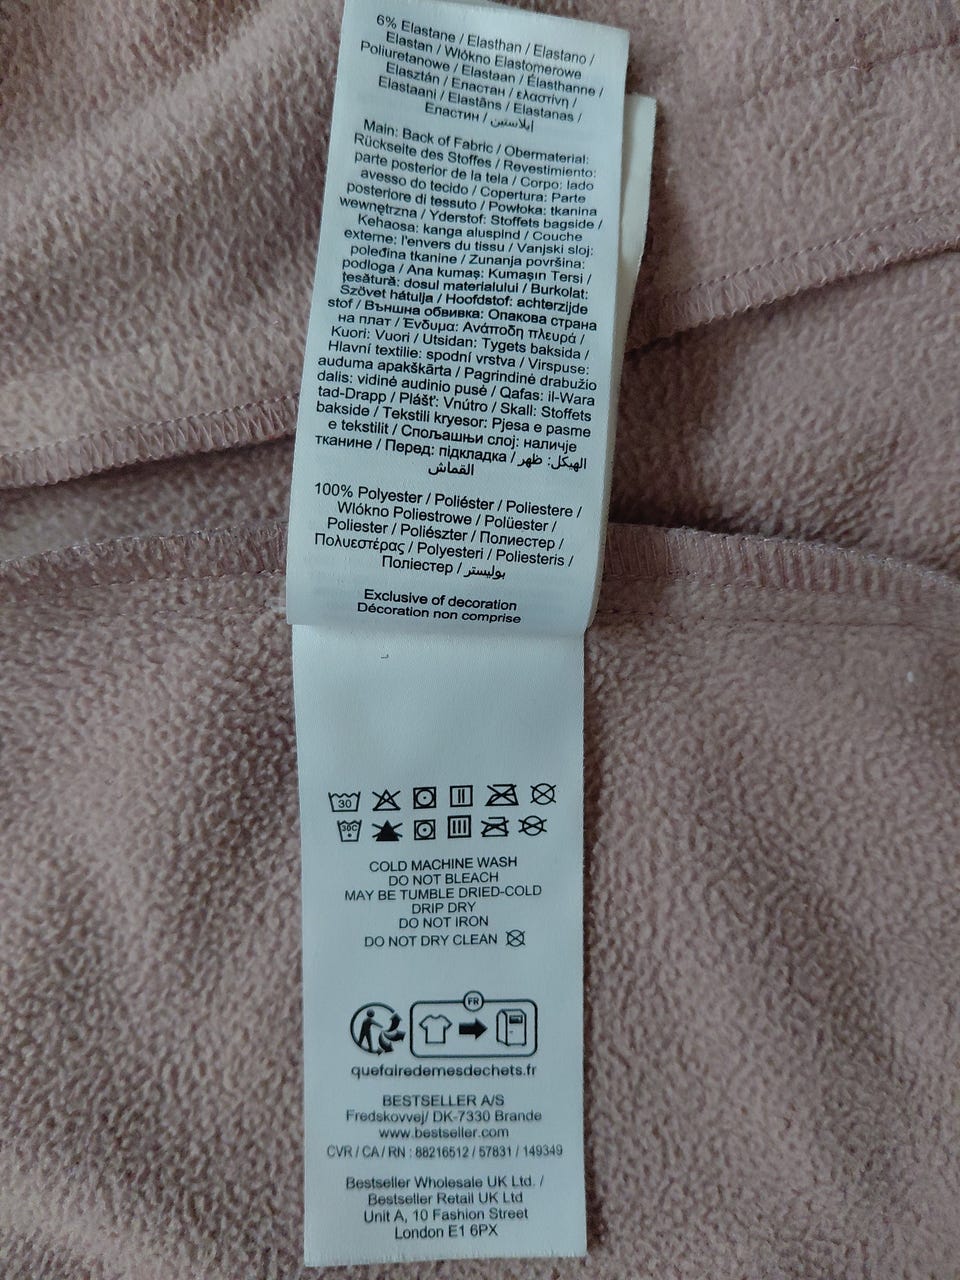 6% Elastane / Elasthan / Elastano /
Elastan / Włókno Elastomerowe
Poliuretanowe / Elastaan / Élasthanne /
Elasztán / Еластан / ελαστίνη /
Elastaani / Elastāns / Elastanas /
Еластин / إيلاستين
Main: Back of Fabric / Obermaterial:
Rückseite des Stoffes / Revestimiento:
parte posterior de la tela / Corpo: lado
avesso do tecido / Copertura: Parte
posteriore di tessuto / Powłoka: tkanina
wewnętrzna / Yderstof: Stoffets bagside /
Kehaosa: kanga aluspind / Couche
externe: l'envers du tissu / Vanjski sloj:
poleđina tkanine / Zunanja površina:
podloga / Ana kumaş: Kumaşın Tersi /
țesătură: dosul materialului / Burkolat:
Szövet hátulja / Hoofdstof: achterzijde
stof / Външна обвивка: Опакова страна
на плат / Ένδυμα: Ανάποδη πλευρά /
Kuori: Vuori / Utsidan: Tygets baksida /
Hlavní textilie: spodní vrstva / Virspuse:
auduma apakškārta / Pagrindinė drabužio
dalis: vidinė audinio pusė / Qafas: il-Wara
tad-Drapp / Plášť: Vnútro / Skall: Stoffets
bakside / Tekstili kryesor: Pjesa e pasme
e tekstilit / Спољашњи слој: наличје
тканине / Перед: підкладка / الهيكل: ظهر
القماش
100% Polyester / Poliéster / Poliestere /
Włókno Poliestrowe / Polüester /
Poliester / Poliészter / Полиестер /
Πολυεστέρας / Polyesteri / Poliesteris /
Поліестер / بوليستر
Exclusive of decoration
Décoration non comprise
30
30C
COLD MACHINE WASH
DO NOT BLEACH
MAY BE TUMBLE DRIED-COLD
DRIP DRY
DO NOT IRON
DO NOT DRY CLEAN
FR
quefairedemesdechets.fr
BESTSELLER A/S
Fredskovvej/ DK-7330 Brande
www.bestseller.com
CVR / CA / RN : 88216512 / 57831 / 149349
Bestseller Wholesale UK Ltd. /
Bestseller Retail UK Ltd
Unit A, 10 Fashion Street
London E1 6PX